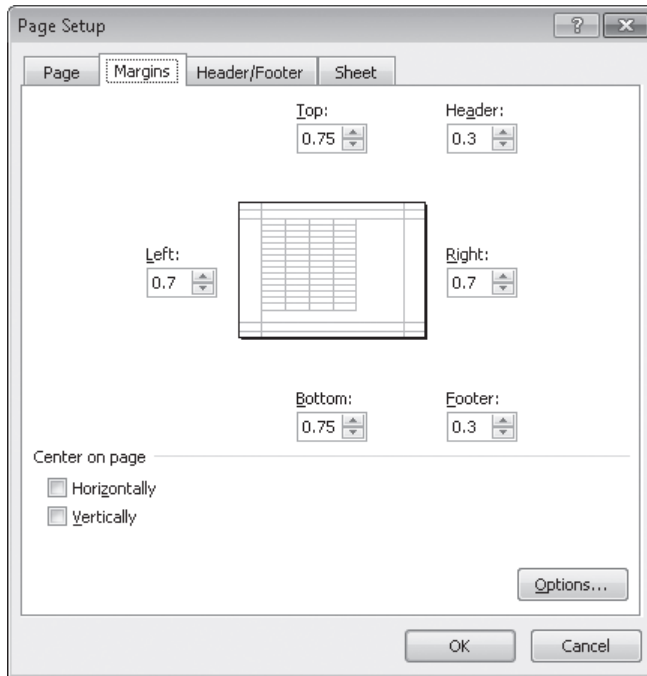 Page Setup
Page Margins Header/Footer Sheet
Top: Header:
0.75 0.3
Left: Right:
0.7 0.7
Bottom: Footer:
0.75 0.3
Center on page
Horizontally
Vertically
Options...
OK Cancel